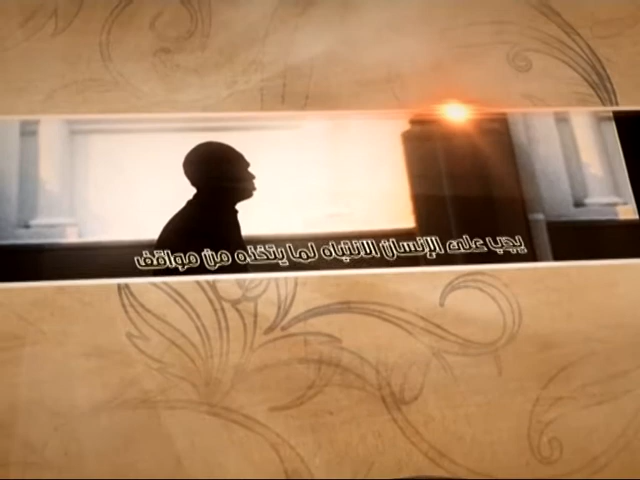 يجب على الإنسان الانتباه لما يتخذه من مواقف